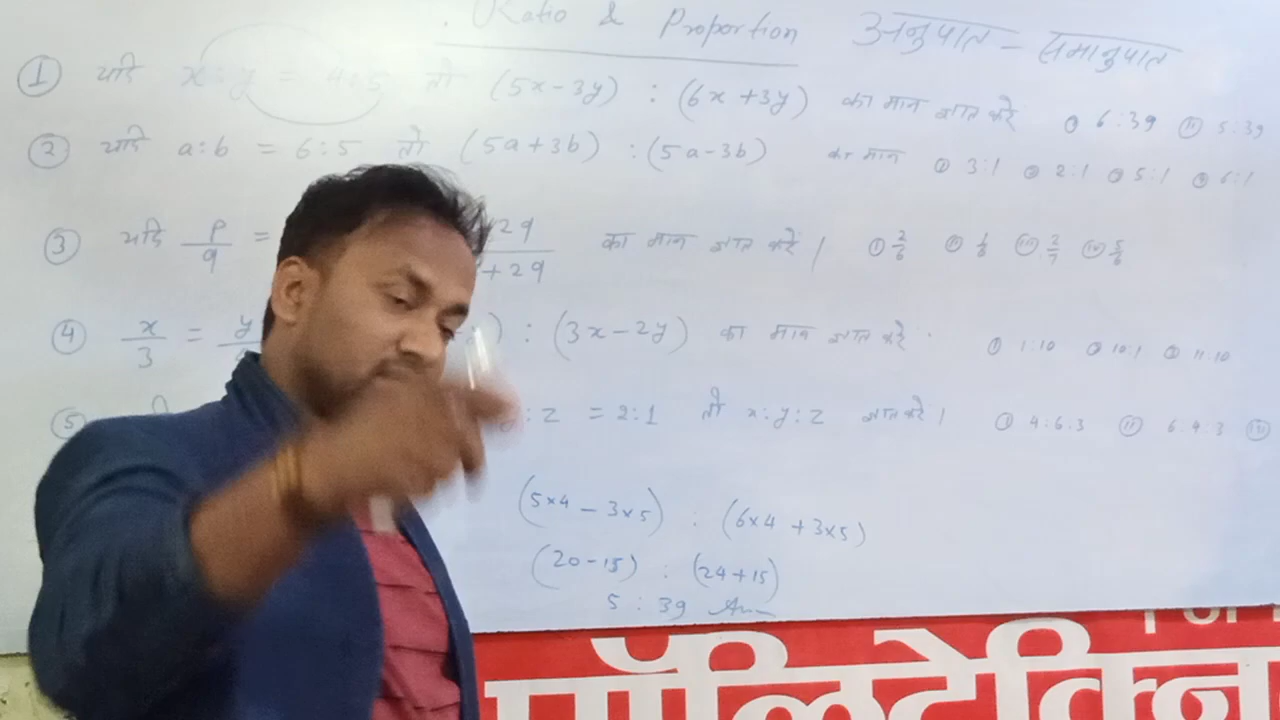 Ratio & Proportion अनुपात - समानुपात
① यदि x:y = 4:5 तो (5x-3y) : (6x+3y) का मान ज्ञात करें ① 6:39 ⑪ 5:39
② यदि a:b = 6:5 तो (5a+3b) : (5a-3b) का मान ① 3:1 ② 2:1 ③ 5:1 ④ 6:1
③ यदि p/q = 2q/+2q का मान ज्ञात करें | ① 2/6 ⑪ 1/6 ⑪⑪ 2/7 ⑭ 5/6
④ x/3 = y ) : (3x-2y) का मान ज्ञात करें ① 1:10 ② 10:1 ③ 11:10
⑤ : z = 2:1 तो x:y:z ज्ञात करें | ① 4:6:3 ⑪ 6:4:3
(5×4 - 3×5) : (6×4 + 3×5)
(20-15) : (24+15)
5 : 39 Ans
पॉलिटेक्नि